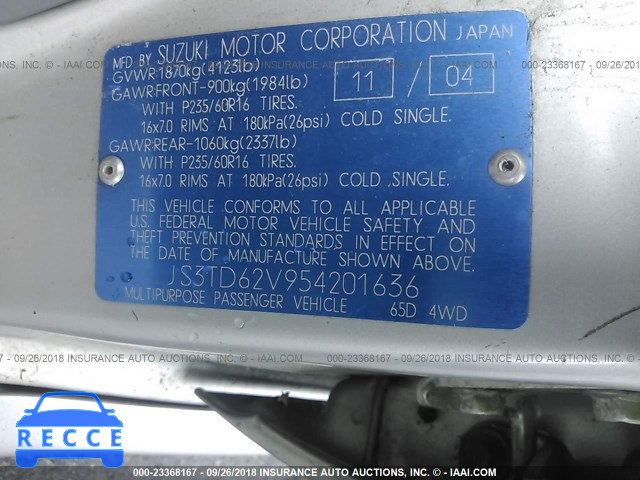 MFD BY SUZUKI MOTOR CORPORATION JAPAN
GVWR:1870kg(4123lb)
GAWR:FRONT-900kg(1984lb) 11 / 04
WITH P235/60R16 TIRES.
16x7.0 RIMS AT 180kPa(26psi) COLD SINGLE.
GAWR:REAR-1060kg(2337lb)
WITH P235/60R16 TIRES.
16x7.0 RIMS AT 180kPa(26psi) COLD SINGLE.
THIS VEHICLE CONFORMS TO ALL APPLICABLE
U.S. FEDERAL MOTOR VEHICLE SAFETY AND
THEFT PREVENTION STANDARDS IN EFFECT ON
THE DATE OF MANUFACTURE SHOWN ABOVE.
JS3TD62V954201636
MULTIPURPOSE PASSENGER VEHICLE 65D 4WD
RECCE
000-23368167 - 09/26/2018 - INSURANCE AUTO AUCTIONS, INC. - © IAAI.COM